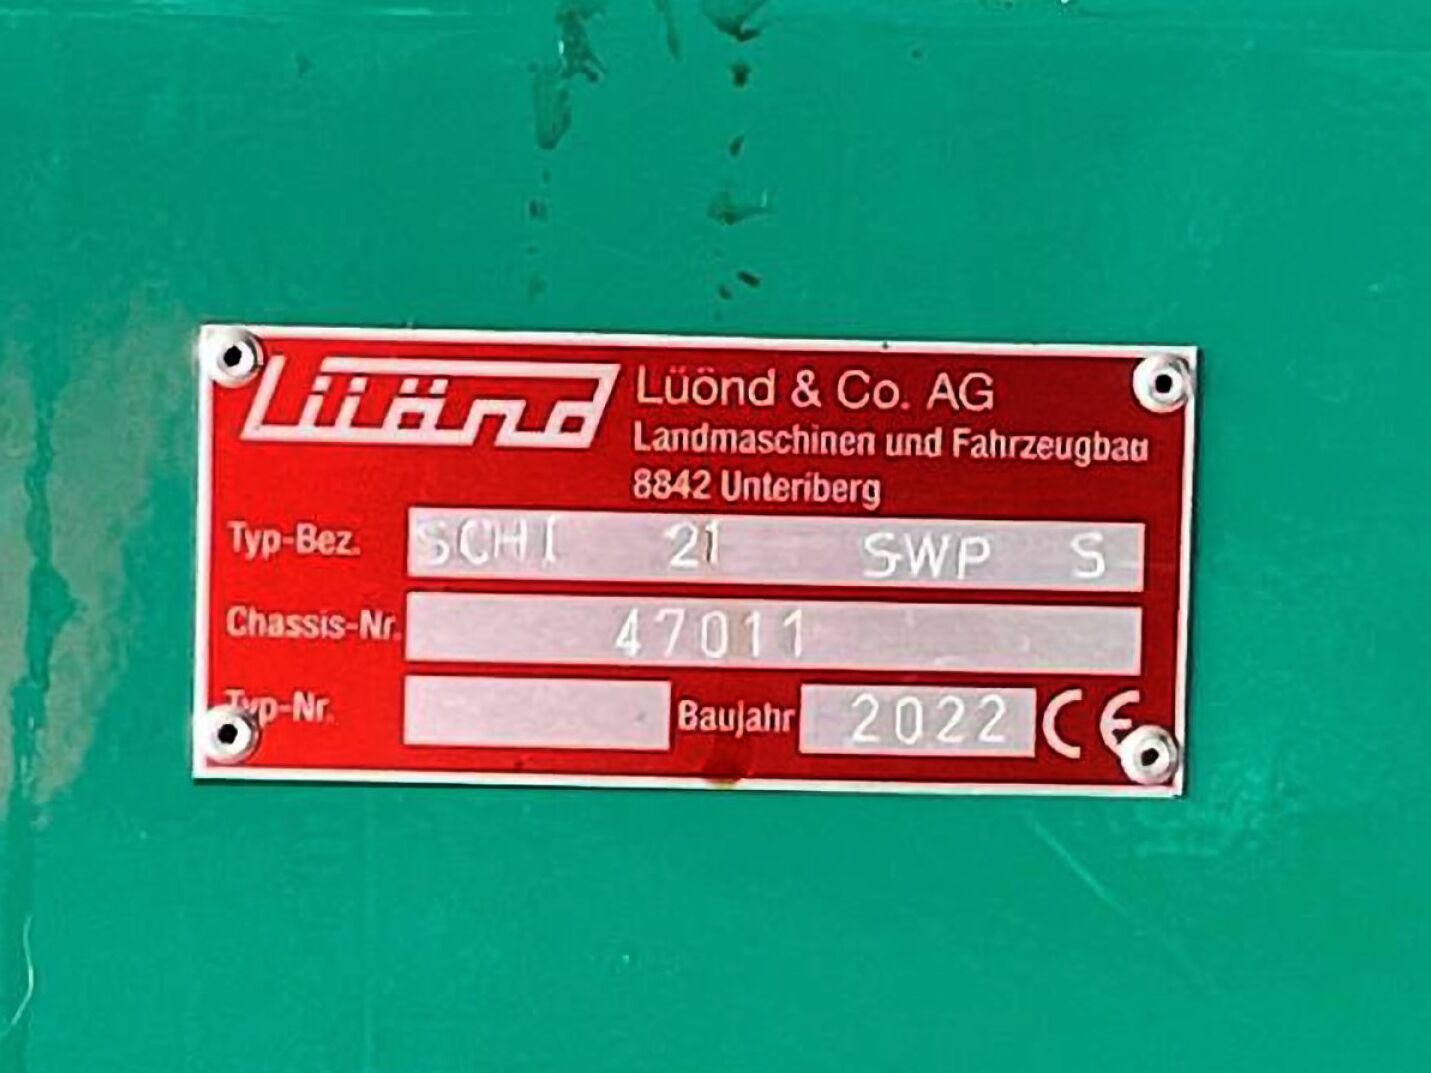 Lüönd
Lüönd & Co. AG
Landmaschinen und Fahrzeugbau
8842 Unteriberg
Typ-Bez. SCHI 21 SWP S
Chassis-Nr. 47011
Typ-Nr. Baujahr 2022 CE